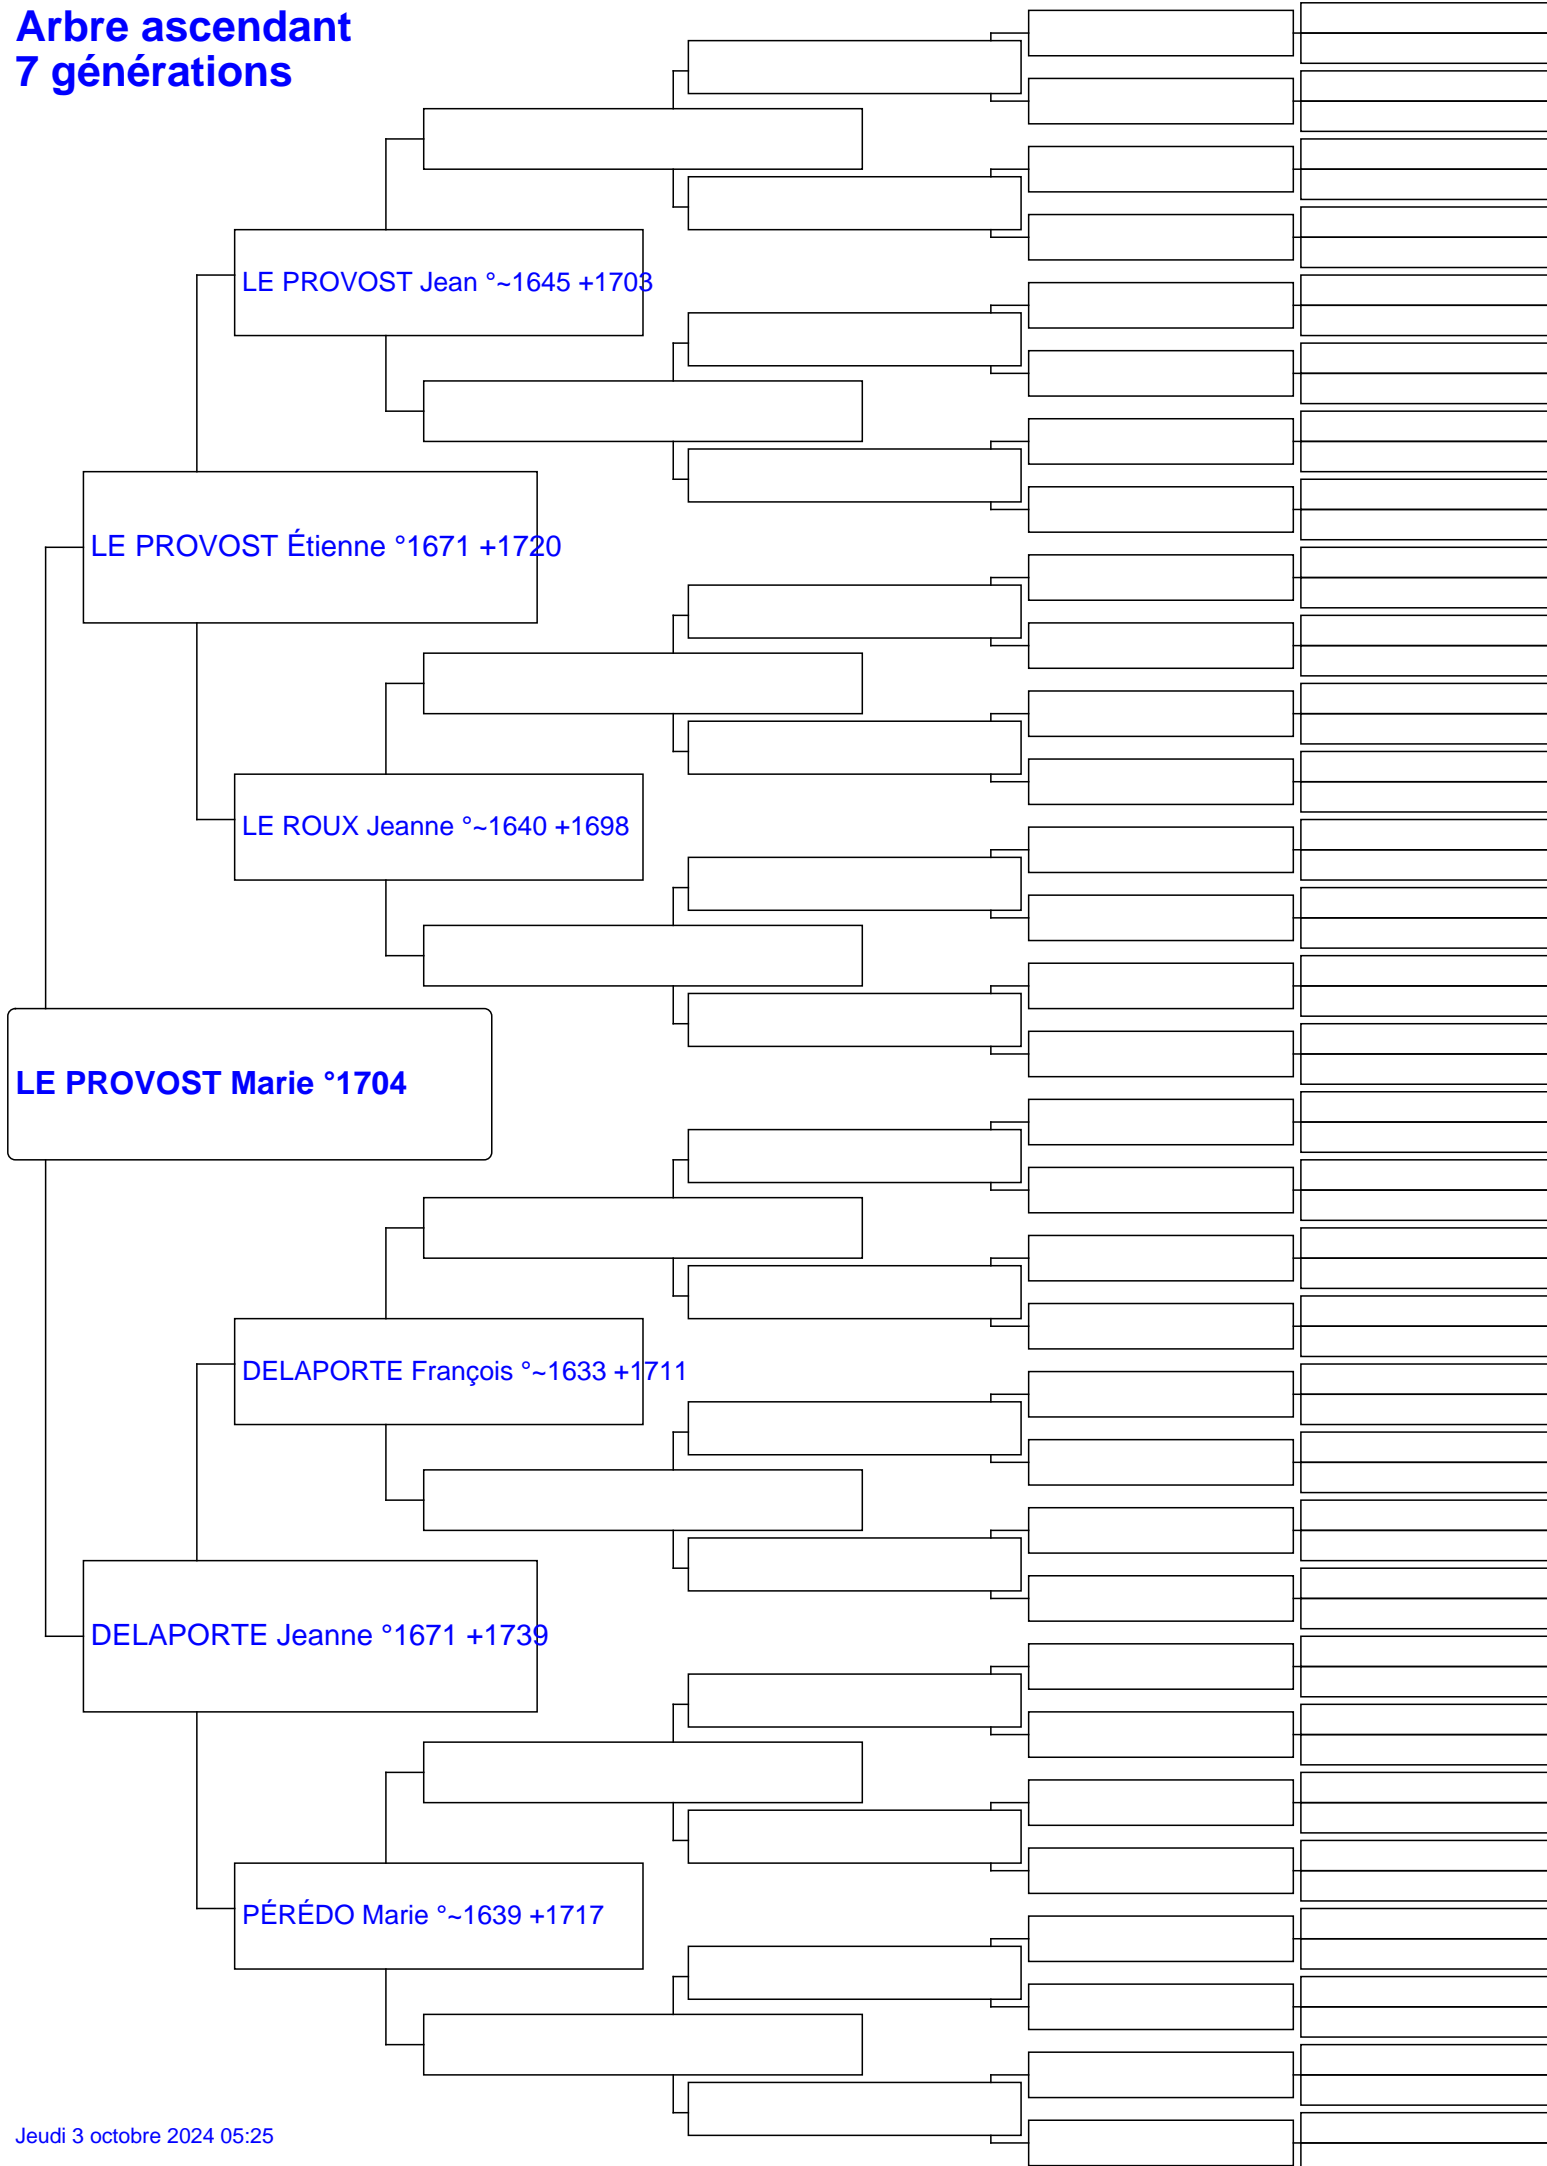 Arbre ascendant
7 générations
LE PROVOST Jean °~1645 +1703
LE PROVOST Étienne °1671 +1720
LE ROUX Jeanne °~1640 +1698
LE PROVOST Marie °1704
DELAPORTE François °~1633 +1711
DELAPORTE Jeanne °1671 +1739
PÉRÉDO Marie °~1639 +1717
Jeudi 3 octobre 2024 05:25